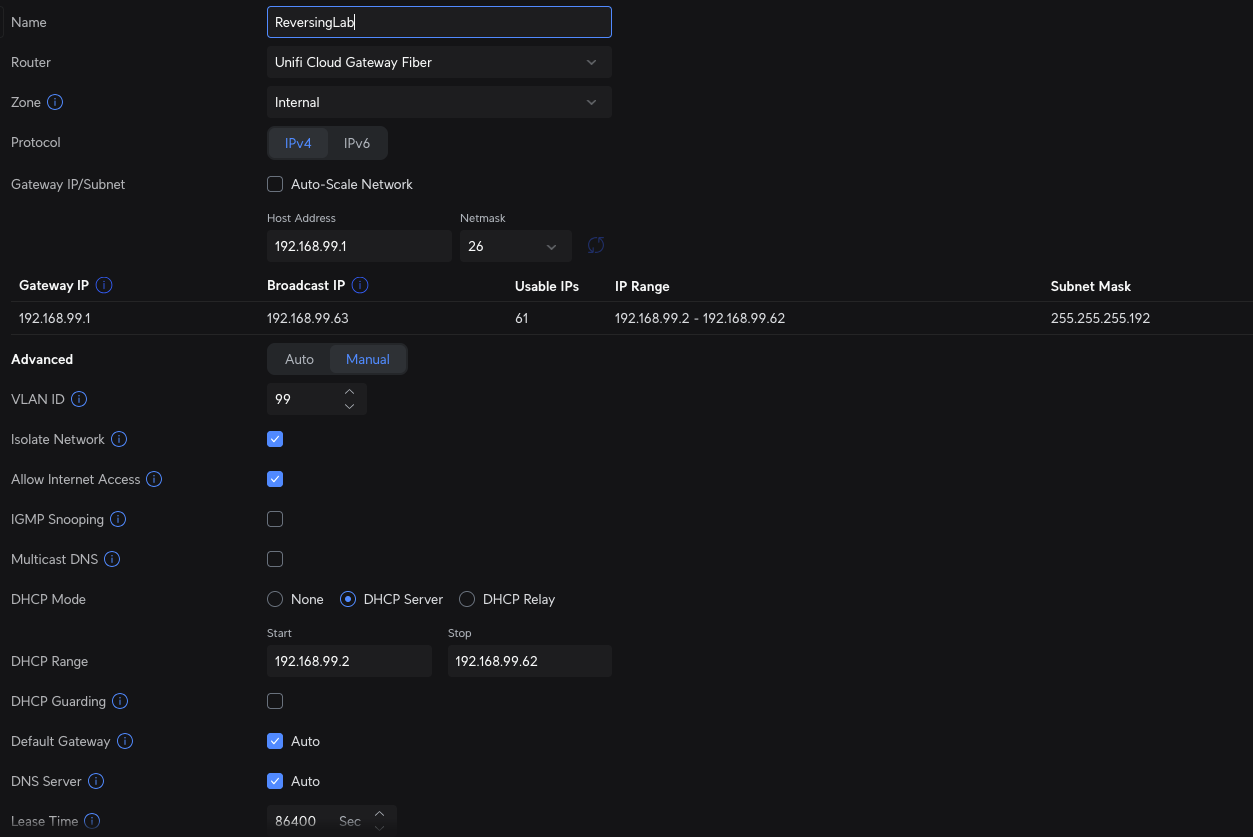 Name ReversingLab
Router Unifi Cloud Gateway Fiber
Zone Internal
Protocol IPv4 IPv6
Gateway IP/Subnet Auto-Scale Network
Host Address Netmask
192.168.99.1 26
Gateway IP Broadcast IP Usable IPs IP Range Subnet Mask
192.168.99.1 192.168.99.63 61 192.168.99.2 - 192.168.99.62 255.255.255.192
Advanced Auto Manual
VLAN ID 99
Isolate Network
Allow Internet Access
IGMP Snooping
Multicast DNS
DHCP Mode None DHCP Server DHCP Relay
Start Stop
DHCP Range 192.168.99.2 192.168.99.62
DHCP Guarding
Default Gateway Auto
DNS Server Auto
Lease Time 86400 Sec